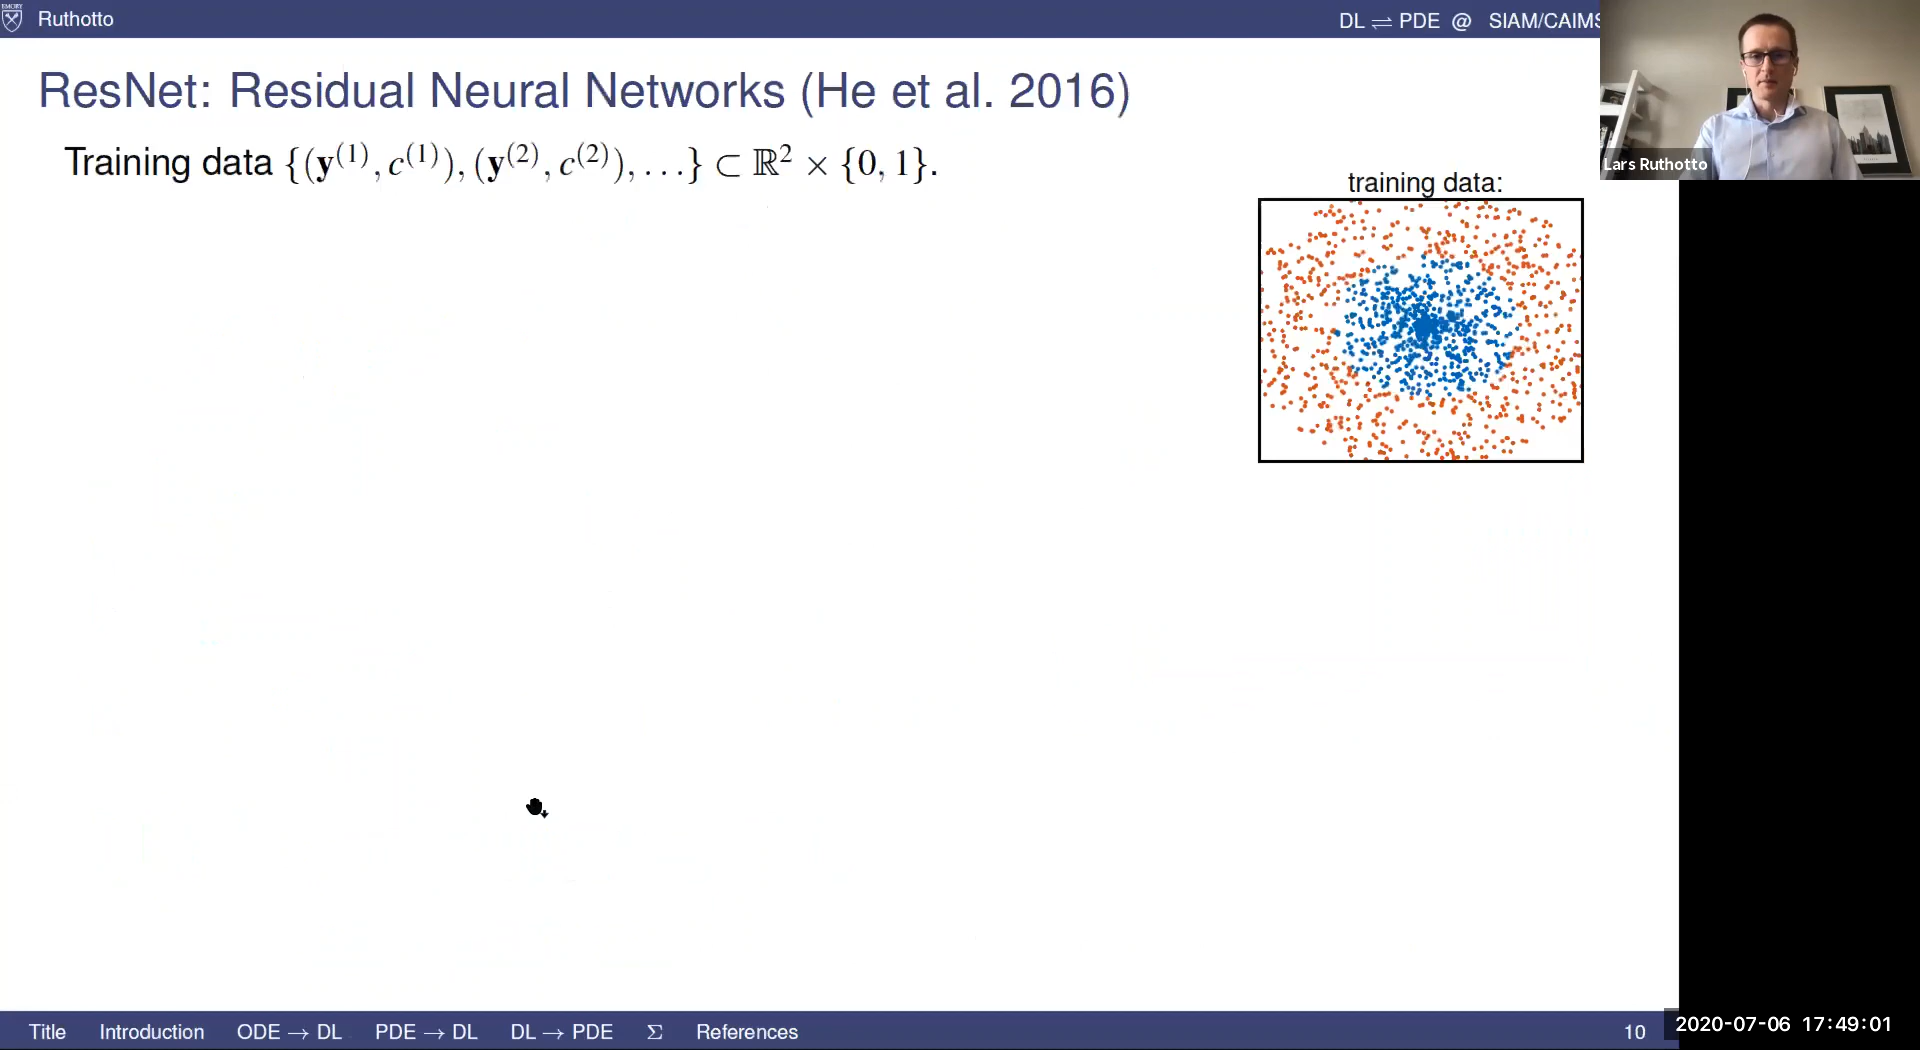 EMORY
Ruthotto
DL ⇌ PDE @ SIAM/CAIMS
ResNet: Residual Neural Networks (He et al. 2016)
Training data {(y⁽¹⁾, c⁽¹⁾), (y⁽²⁾, c⁽²⁾), …} ⊂ ℝ² × {0, 1}.
Lars Ruthotto
training data:
Title Introduction ODE → DL PDE → DL DL → PDE Σ References 10
2020-07-06 17:49:01